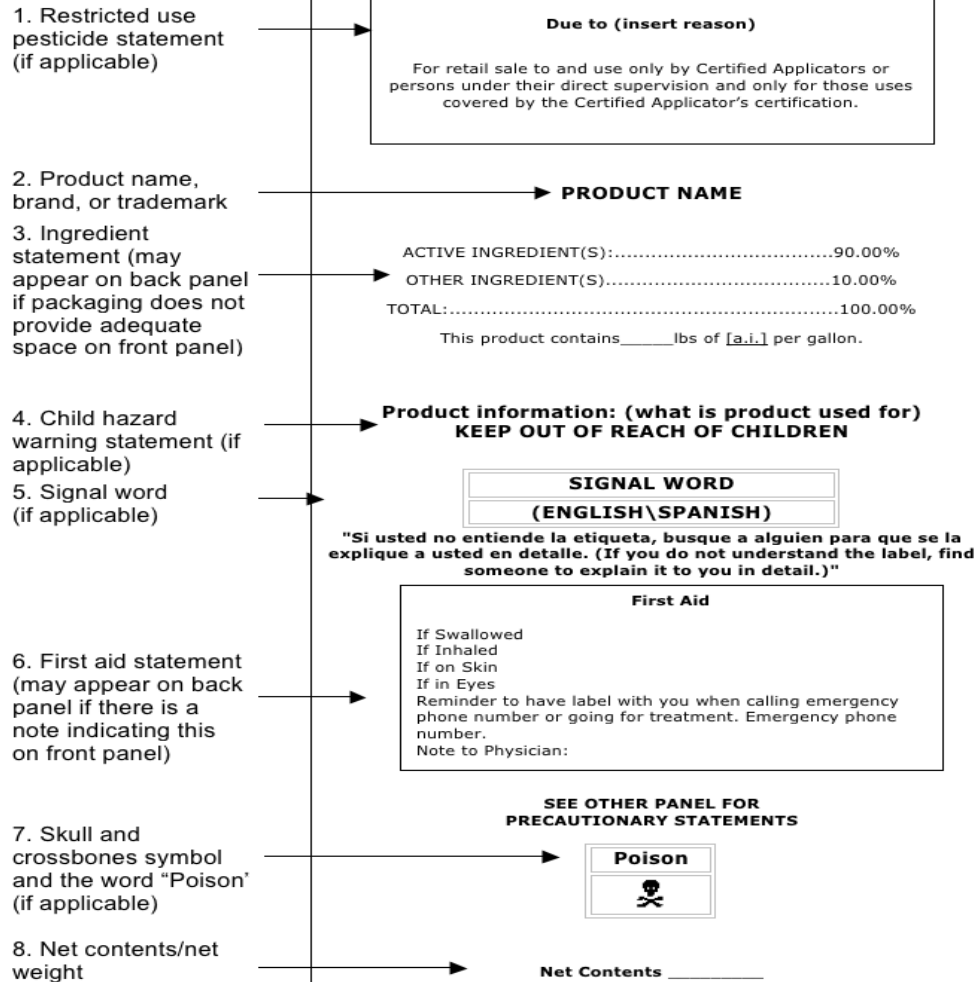 1. Restricted use
pesticide statement
(if applicable)
Due to (insert reason)
For retail sale to and use only by Certified Applicators or
persons under their direct supervision and only for those uses
covered by the Certified Applicator’s certification.
2. Product name,
brand, or trademark
PRODUCT NAME
3. Ingredient
statement (may
appear on back panel
if packaging does not
provide adequate
space on front panel)
ACTIVE INGREDIENT(S):....................................90.00%
OTHER INGREDIENT(S).....................................10.00%
TOTAL:................................................................100.00%
This product contains_____lbs of [a.i.] per gallon.
4. Child hazard
warning statement (if
applicable)
Product information: (what is product used for)
KEEP OUT OF REACH OF CHILDREN
5. Signal word
(if applicable)
SIGNAL WORD
(ENGLISH\SPANISH)
"Si usted no entiende la etiqueta, busque a alguien para que se la
explique a usted en detalle. (If you do not understand the label, find
someone to explain it to you in detail.)"
6. First aid statement
(may appear on back
panel if there is a
note indicating this
on front panel)
First Aid
If Swallowed
If Inhaled
If on Skin
If in Eyes
Reminder to have label with you when calling emergency
phone number or going for treatment. Emergency phone
number.
Note to Physician:
SEE OTHER PANEL FOR
PRECAUTIONARY STATEMENTS
7. Skull and
crossbones symbol
and the word “Poison’
(if applicable)
Poison
8. Net contents/net
weight
Net Contents _________